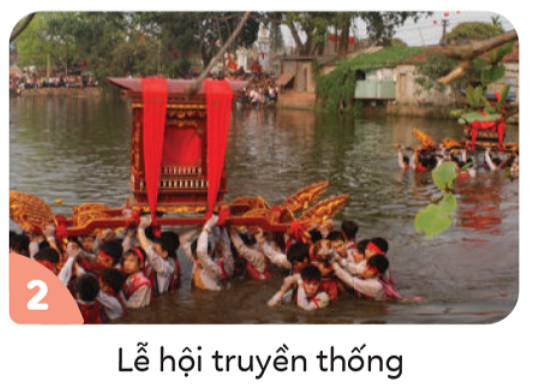 2
Lễ hội truyền thống